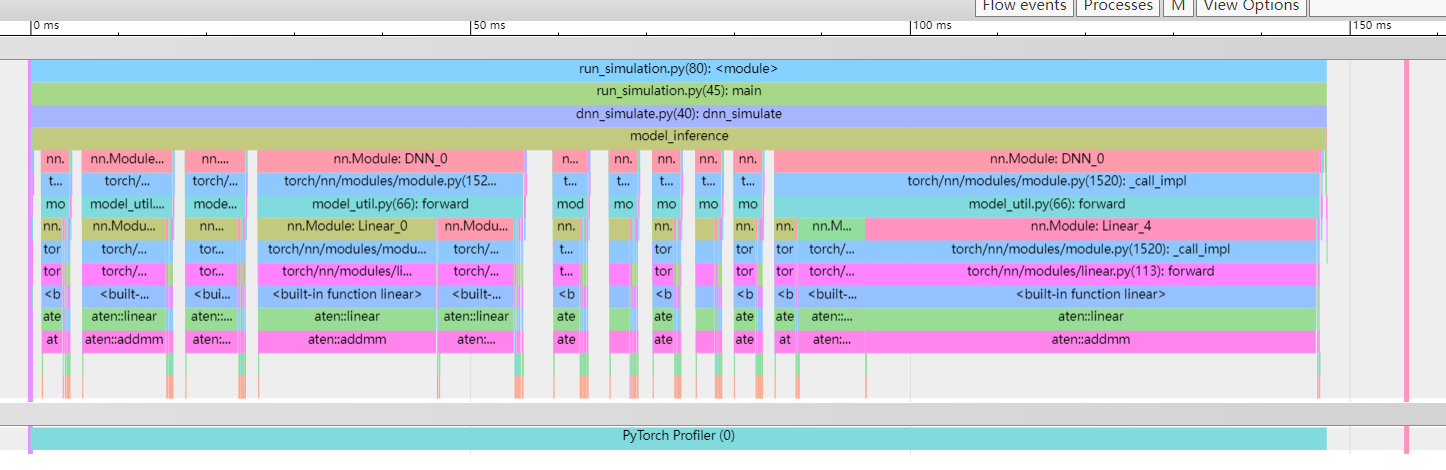 Flow events Processes M View Options
0 ms 50 ms 100 ms 150 ms
run_simulation.py(80): <module>
run_simulation.py(45): main
dnn_simulate.py(40): dnn_simulate
model_inference
nn. nn.Module... nn.... nn.Module: DNN_0 n... nn. nn. nn. nn. nn.Module: DNN_0
t... torch/... torch/... torch/nn/modules/module.py(152... t... t... t... t... t... torch/nn/modules/module.py(1520): _call_impl
mo model_util.... mode... model_util.py(66): forward mod mo mo mo mo model_util.py(66): forward
nn. nn.Modu... nn... nn.Module: Linear_0 nn.Modu... nn. nn. nn. nn. nn.M... nn.Module: Linear_4
tor torch/... tor... torch/nn/modules/modu... torch/... t... tor tor tor torch/... torch/nn/modules/module.py(1520): _call_impl
tor torch/... tor... torch/nn/modules/li... torch/... t... tor tor tor torch/... torch/nn/modules/linear.py(113): forward
<b <built-... <bui... <built-in function linear> <built-... <b <b <b <b <built-... <built-in function linear>
ate aten::linear aten::... aten::linear aten::linear ate ate ate ate aten::... aten::linear
at aten::addmm aten:... aten::addmm aten:... ate ate ate at aten:... aten::addmm
PyTorch Profiler (0)